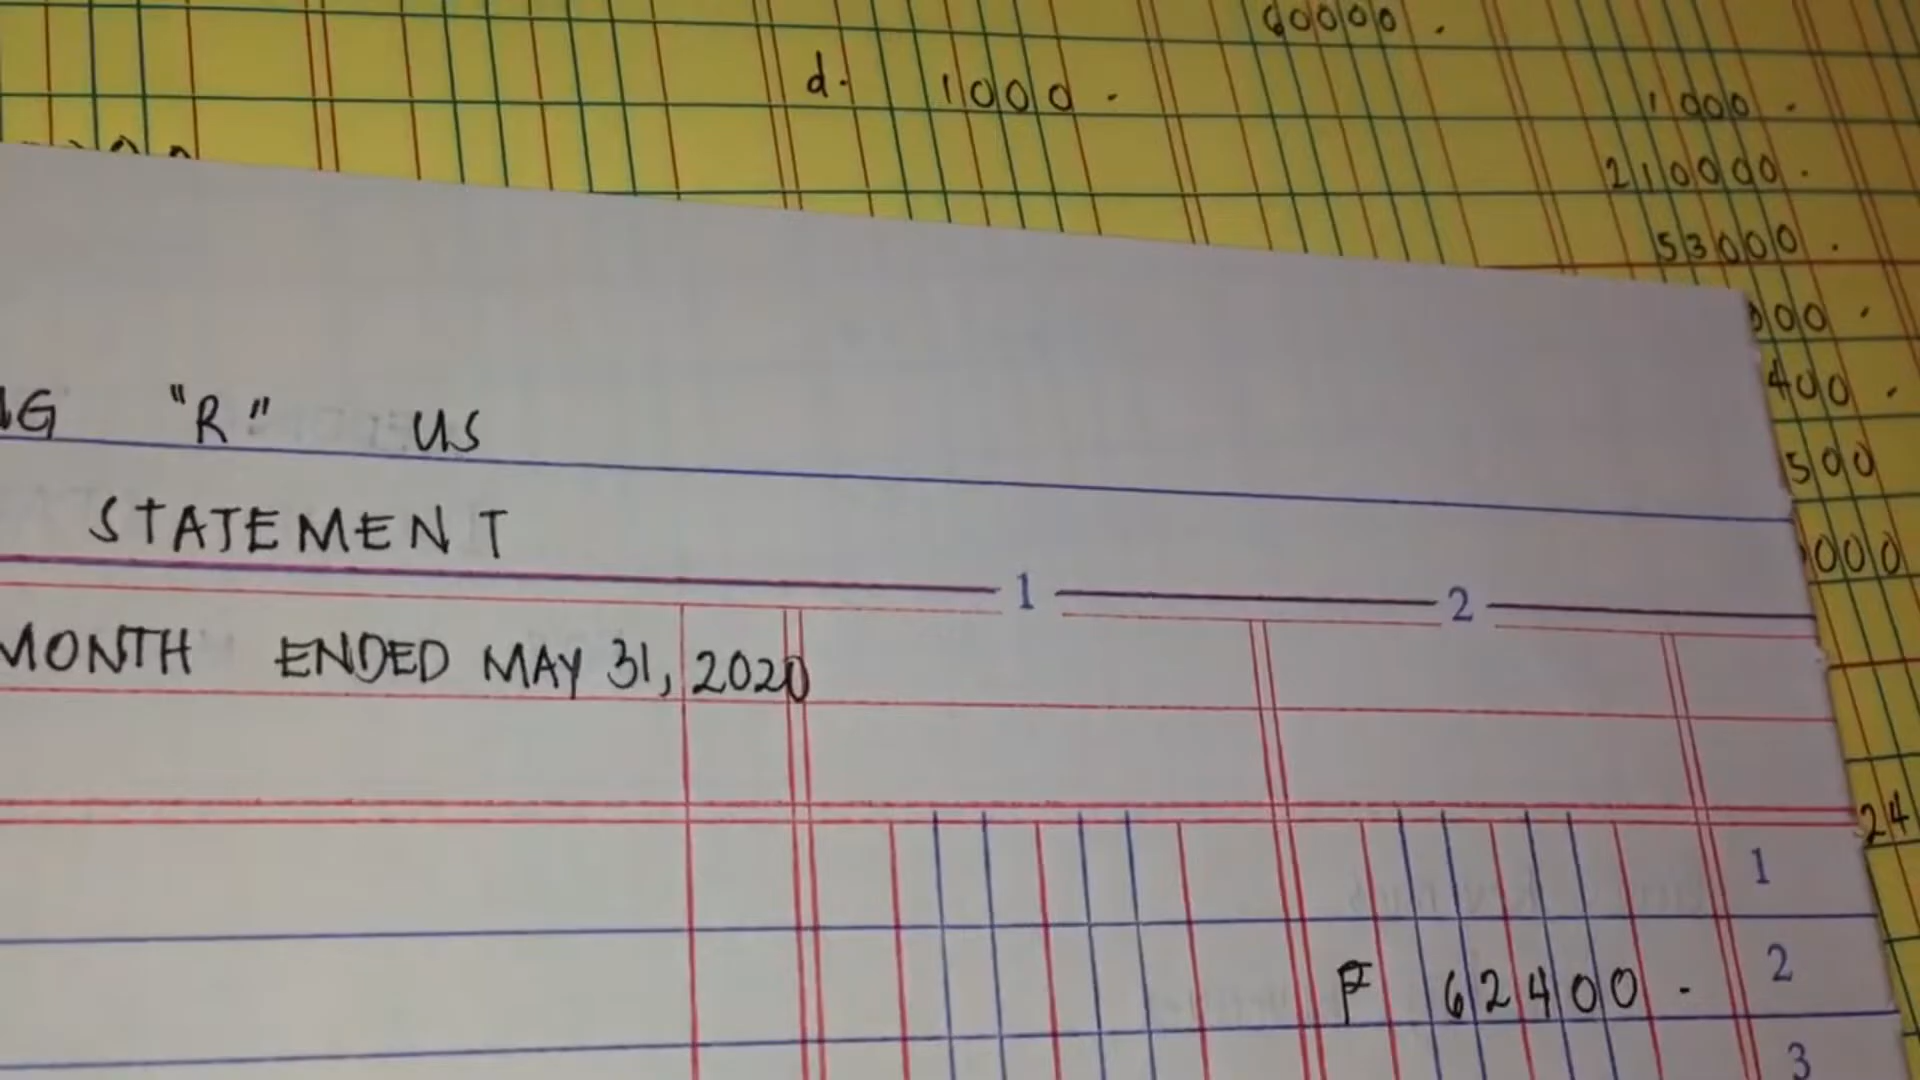 60000.
d. 1000.
1000.
210000.
53000.
000.
400.
500
000
"R" US
STATEMENT
1 2
MONTH ENDED MAY 31, 2020
24
1
₱ 62400. 2
3